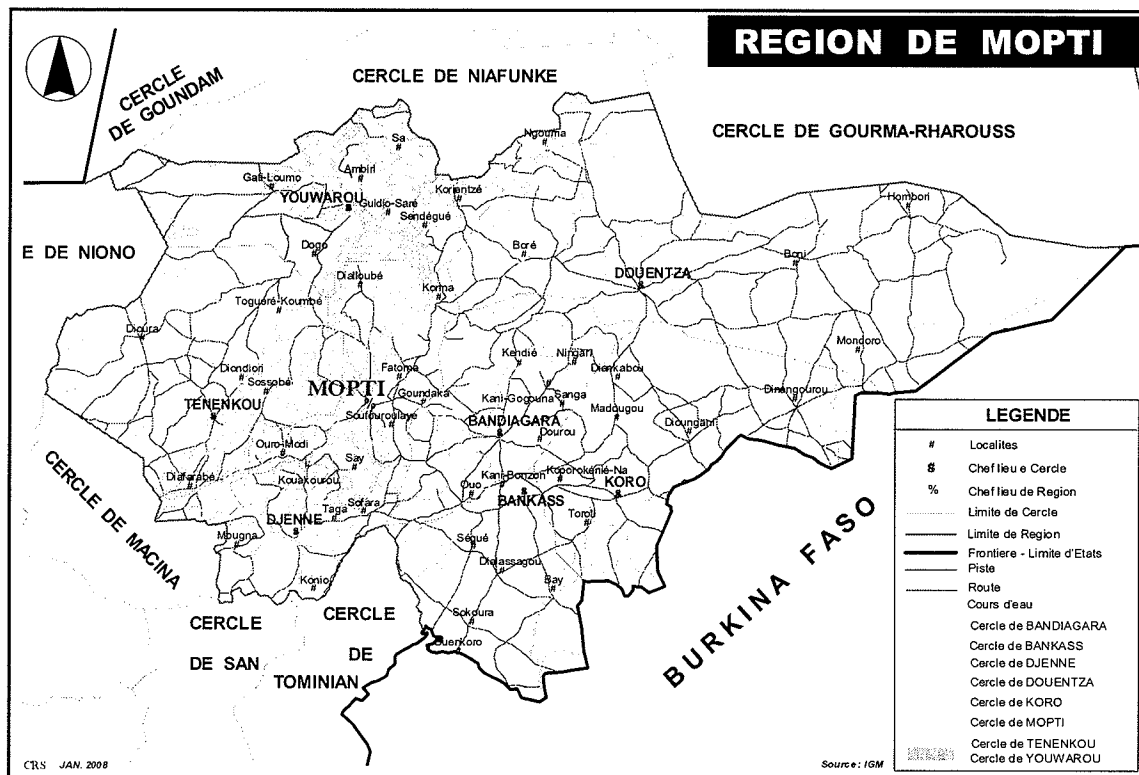 REGION DE MOPTI
CERCLE
DE GOUNDAM
CERCLE DE NIAFUNKE
CERCLE DE GOURMA-RHAROUSS
Sa
#
Ngouma
#
Ambiri
#
Gati-Loumo
#
Korientzé
#
Hombori
#
YOUWAROU
Guidio-Saré
#
Sendégué
#
E DE NIONO
Dogo
#
Boré
#
Boni
#
Dialloubé
#
DOUENTZA
Konna
#
Togueré-Koumbé
#
Dioura
#
Mondoro
#
Kendié
#
Ningari
#
Diankabou
#
Diondiori
#
Sossobé
#
Fatoma
#
MOPTI
%
Goundaka
#
Kani-Gogouna
#
Sanga
#
Dinangourou
#
TENENKOU
Soufouroulaye
#
Madougou
#
BANDIAGARA
Dourou
#
Dioungani
#
Ouro-Modi
#
Say
#
Diafarabé
#
Kouakourou
#
Kani-Bonzon
#
Koporokénié-Na
#
KORO
Ouo
#
BANKASS
Taga
#
Sofara
#
DJENNE
Toroli
#
Mougna
#
Ségué
#
Dialassagou
#
Bay
#
Konio
#
Sokoura
#
Ouenkoro
CERCLE DE MACINA
CERCLE
DE SAN
CERCLE
DE
TOMINIAN
BURKINA FASO
LEGENDE
# Localites
Chef lieu e Cercle
% Chef lieu de Region
Limite de Cercle
Limite de Region
Frontiere - Limite d'Etats
Piste
Route
Cours d'eau
Cercle de BANDIAGARA
Cercle de BANKASS
Cercle de DJENNE
Cercle de DOUENTZA
Cercle de KORO
Cercle de MOPTI
Cercle de TENENKOU
Cercle de YOUWAROU
CRS JAN. 2008
Source : IGM